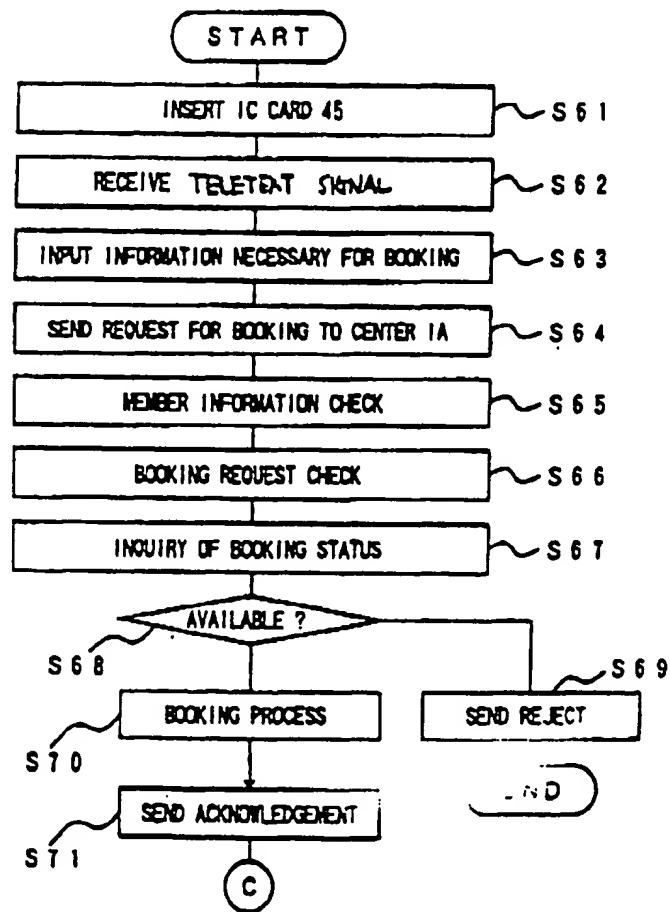 START
INSERT IC CARD 45
S61
RECEIVE TELETEXT SIGNAL
S62
INPUT INFORMATION NECESSARY FOR BOOKING
S63
SEND REQUEST FOR BOOKING TO CENTER 1A
S64
MEMBER INFORMATION CHECK
S65
BOOKING REQUEST CHECK
S66
INQUIRY OF BOOKING STATUS
S67
AVAILABLE ?
S68
S69
BOOKING PROCESS
SEND REJECT
S70
SEND ACKNOWLEDGEMENT
S71
C